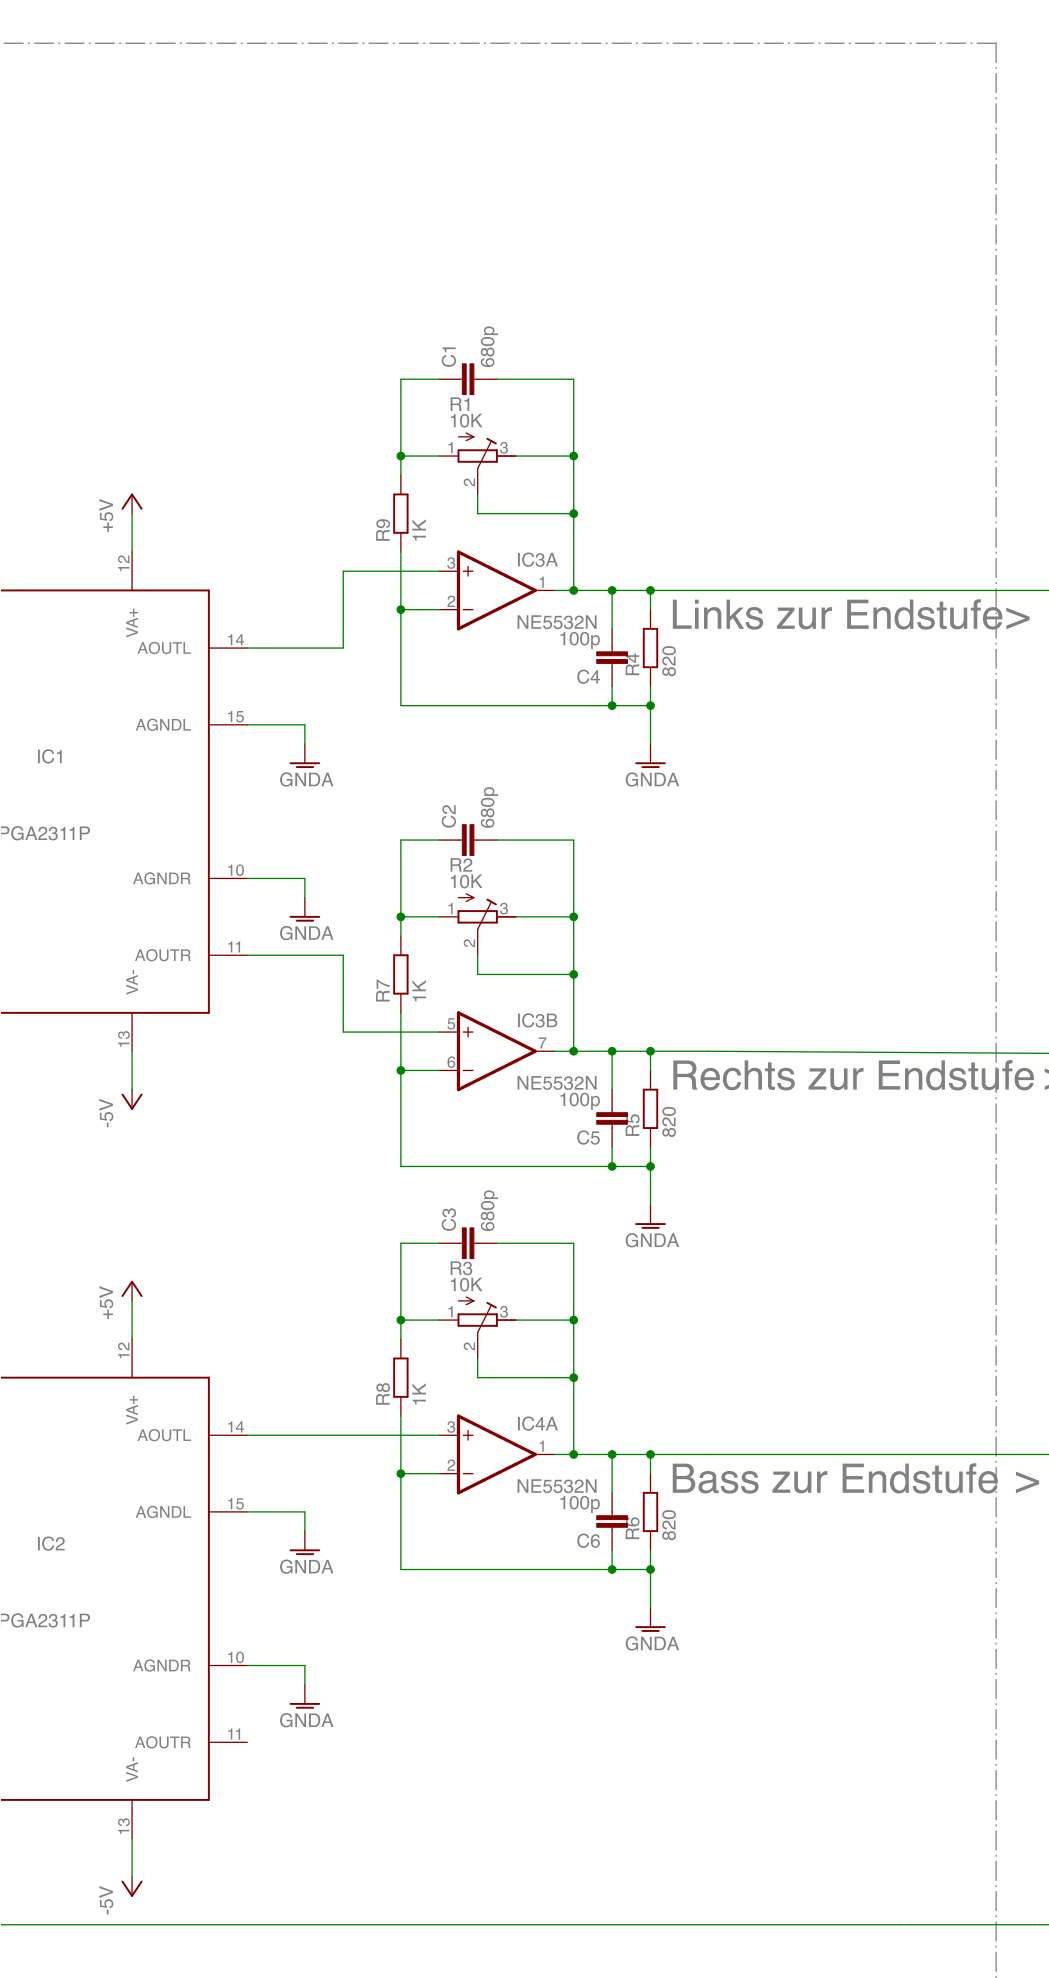 C1
680p
R1
10K
1
3
2
R9
1K
+5V
12
VA+
AOUTL
14
3
2
1
IC3A
NE5532N
100p
C4
R4
820
Links zur Endstufe>
AGNDL
15
GNDA
GNDA
IC1
PGA2311P
C2
680p
R2
10K
1
3
2
AGNDR
10
GNDA
AOUTR
11
R7
1K
VA-
13
-5V
5
6
7
IC3B
NE5532N
100p
C5
R5
820
Rechts zur Endstufe >
GNDA
C3
680p
R3
10K
1
3
2
R8
1K
+5V
12
VA+
AOUTL
14
3
2
1
IC4A
NE5532N
100p
C6
R6
820
Bass zur Endstufe >
AGNDL
15
GNDA
IC2
PGA2311P
GNDA
AGNDR
10
GNDA
AOUTR
11
VA-
13
-5V